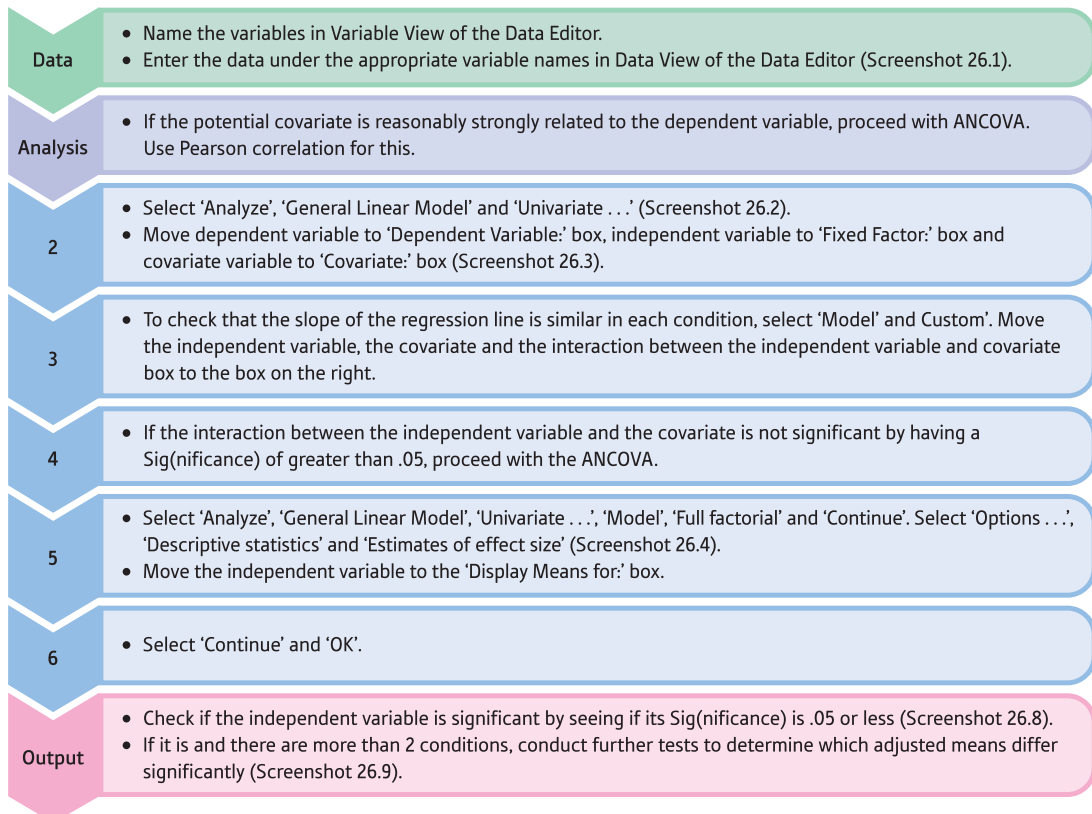 Data
• Name the variables in Variable View of the Data Editor.
• Enter the data under the appropriate variable names in Data View of the Data Editor (Screenshot 26.1).
Analysis
• If the potential covariate is reasonably strongly related to the dependent variable, proceed with ANCOVA.
Use Pearson correlation for this.
2
• Select ‘Analyze’, ‘General Linear Model’ and ‘Univariate . . .’ (Screenshot 26.2).
• Move dependent variable to ‘Dependent Variable:’ box, independent variable to ‘Fixed Factor:’ box and
covariate variable to ‘Covariate:’ box (Screenshot 26.3).
3
• To check that the slope of the regression line is similar in each condition, select ‘Model’ and Custom’. Move
the independent variable, the covariate and the interaction between the independent variable and covariate
box to the box on the right.
4
• If the interaction between the independent variable and the covariate is not significant by having a
Sig(nificance) of greater than .05, proceed with the ANCOVA.
5
• Select ‘Analyze’, ‘General Linear Model’, ‘Univariate . . .’, ‘Model’, ‘Full factorial’ and ‘Continue’. Select ‘Options . . .’,
‘Descriptive statistics’ and ‘Estimates of effect size’ (Screenshot 26.4).
• Move the independent variable to the ‘Display Means for:’ box.
6
• Select ‘Continue’ and ‘OK’.
Output
• Check if the independent variable is significant by seeing if its Sig(nificance) is .05 or less (Screenshot 26.8).
• If it is and there are more than 2 conditions, conduct further tests to determine which adjusted means differ
significantly (Screenshot 26.9).